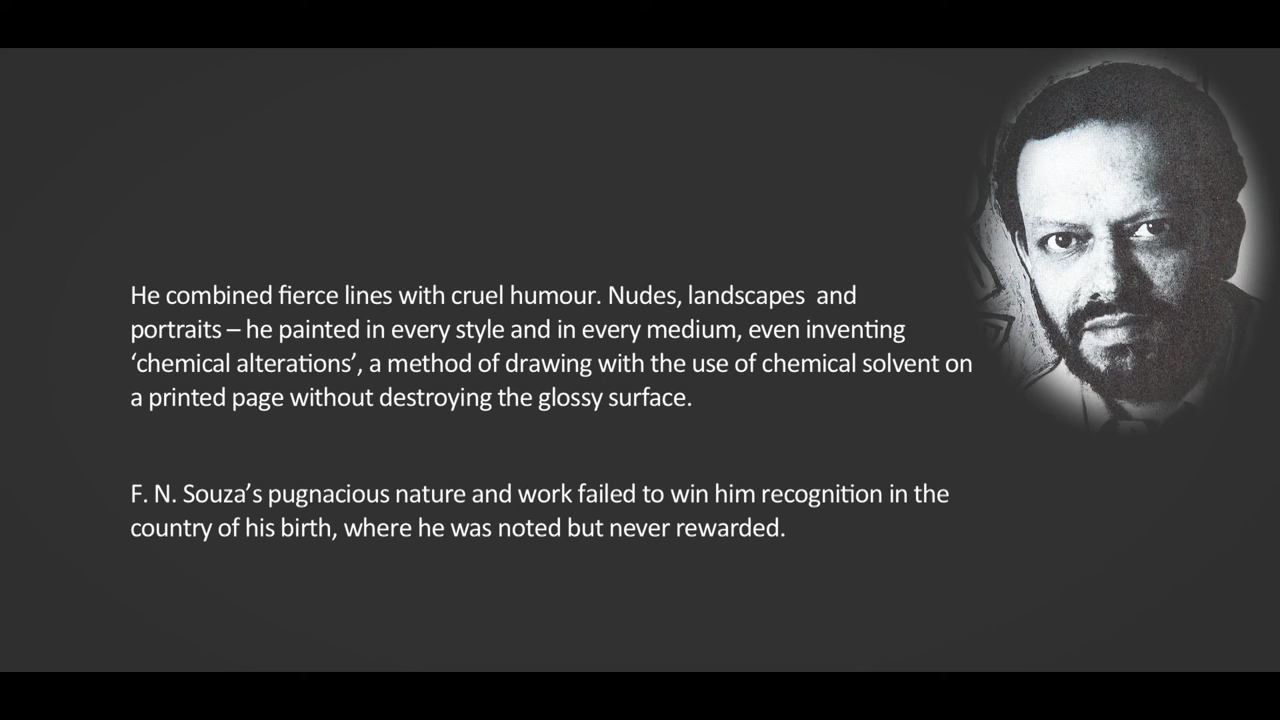 He combined fierce lines with cruel humour. Nudes, landscapes  and
portraits – he painted in every style and in every medium, even inventing
‘chemical alterations’, a method of drawing with the use of chemical solvent on
a printed page without destroying the glossy surface.
F. N. Souza’s pugnacious nature and work failed to win him recognition in the
country of his birth, where he was noted but never rewarded.